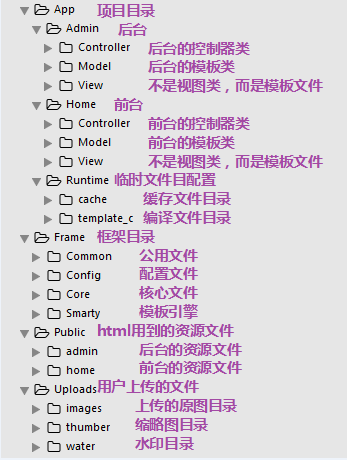 App 项目目录
Admin 后台
Controller 后台的控制器类
Model 后台的模板类
View 不是视图类，而是模板文件
Home 前台
Controller 前台的控制器类
Model 前台的模板类
View 不是视图类，而是模板文件
Runtime 临时文件目配置
cache 缓存文件目录
template_c 编译文件目录
Frame 框架目录
Common 公用文件
Config 配置文件
Core 核心文件
Smarty 模板引擎
Public html用到的资源文件
admin 后台的资源文件
home 前台的资源文件
Uploads 用户上传的文件
images 上传的原图目录
thumber 缩略图目录
water 水印目录